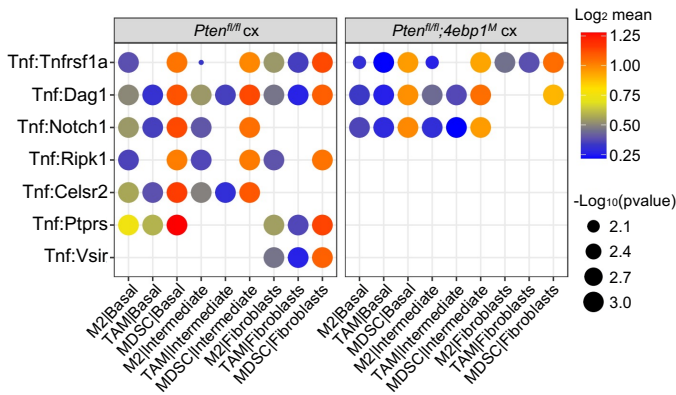 Pten^fl/fl cx
Pten^fl/fl;4ebp1^M cx
Tnf:Tnfrsf1a
Tnf:Dag1
Tnf:Notch1
Tnf:Ripk1
Tnf:Celsr2
Tnf:Ptprs
Tnf:Vsir
M2|Basal
TAM|Basal
MDSC|Basal
M2|Intermediate
TAM|Intermediate
MDSC|Intermediate
M2|Fibroblasts
TAM|Fibroblasts
MDSC|Fibroblasts
M2|Basal
TAM|Basal
MDSC|Basal
M2|Intermediate
TAM|Intermediate
MDSC|Intermediate
M2|Fibroblasts
TAM|Fibroblasts
MDSC|Fibroblasts
Log₂ mean
1.25
1.00
0.75
0.50
0.25
-Log₁₀(pvalue)
2.1
2.4
2.7
3.0